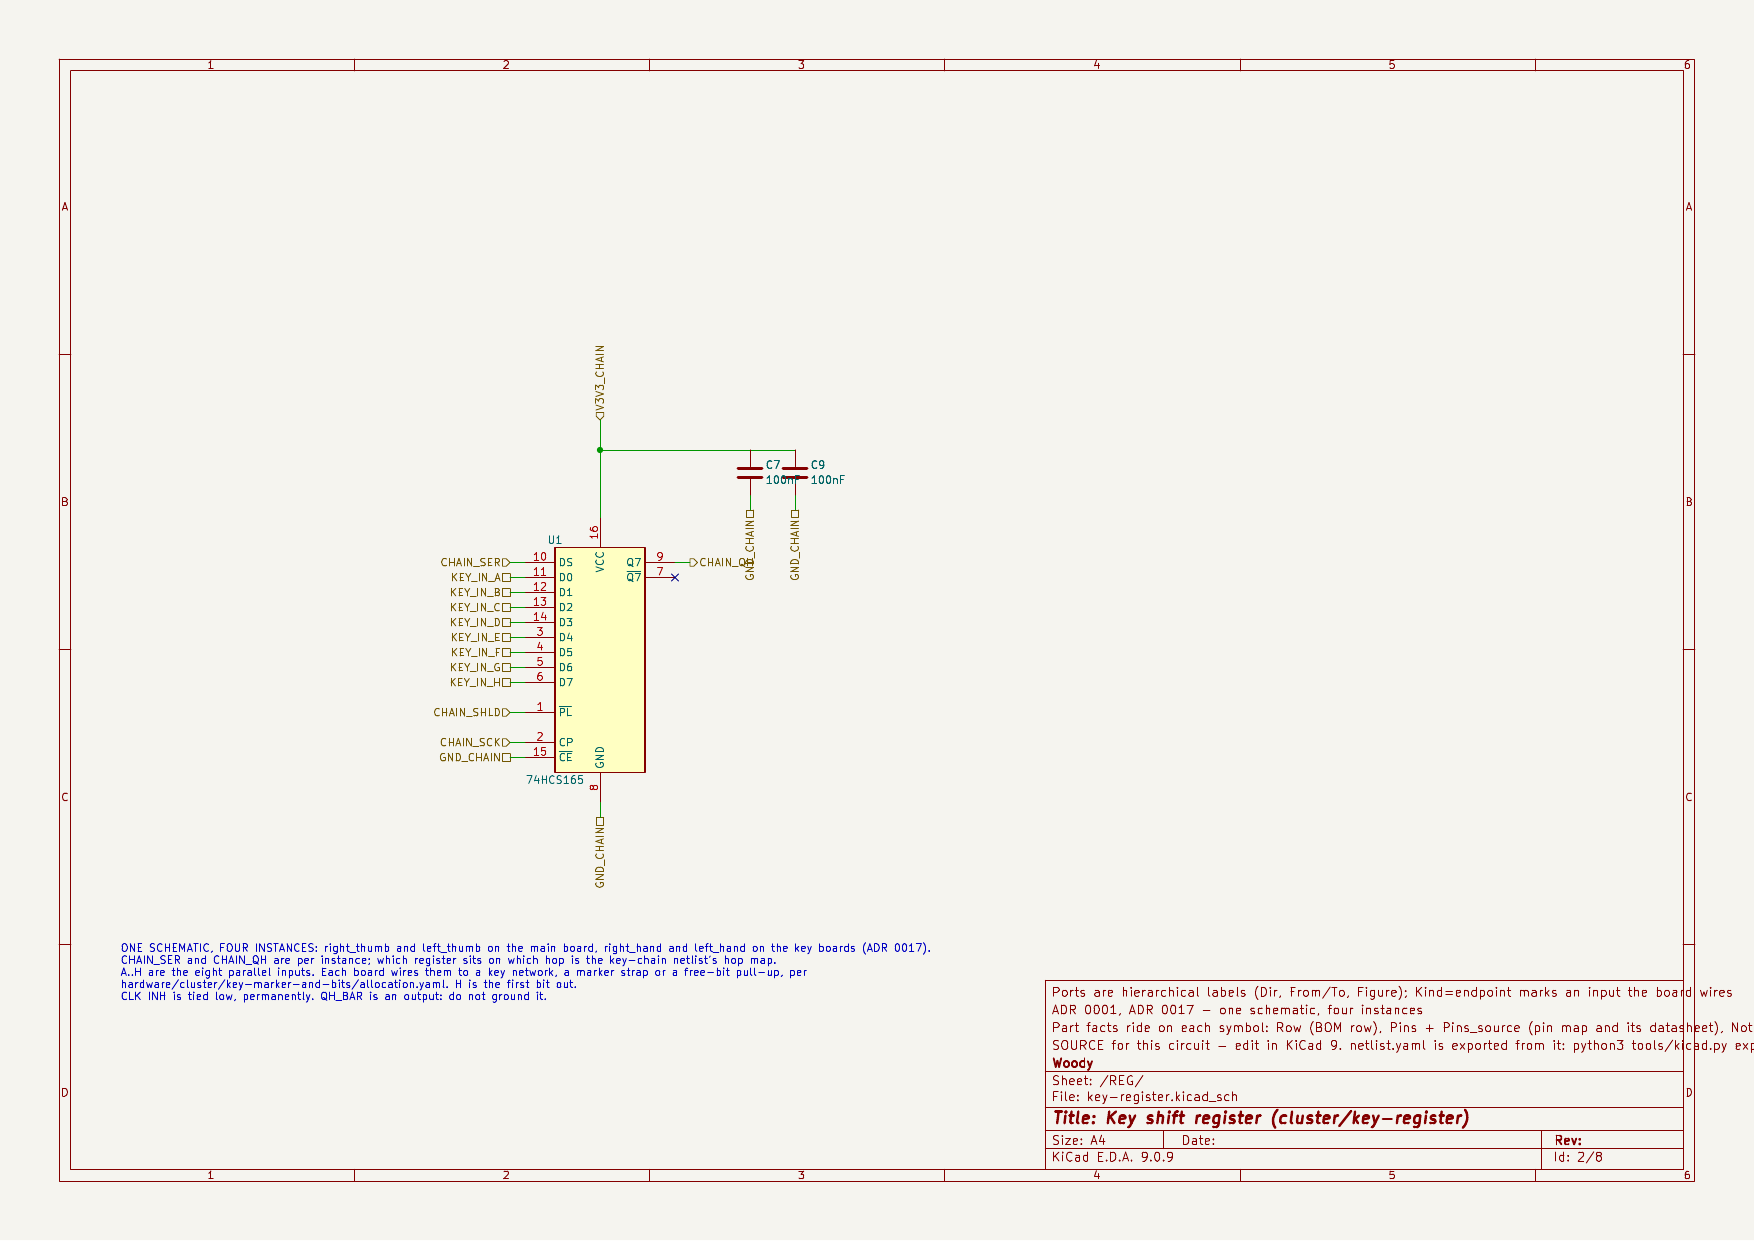 1 2 3 4 5 6
A A
V3V3_CHAIN
C7 C9
100nF 100nF
B B
GND_CHAIN GND_CHAIN
16
U1
CHAIN_SER 10 DS VCC Q7 9 CHAIN_QH
KEY_IN_A 11 D0 Q7 7
KEY_IN_B 12 D1
KEY_IN_C 13 D2
KEY_IN_D 14 D3
KEY_IN_E 3 D4
KEY_IN_F 4 D5
KEY_IN_G 5 D6
KEY_IN_H 6 D7
CHAIN_SHLD 1 PL
CHAIN_SCK 2 CP
GND_CHAIN 15 CE GND
74HCS165
8
C C
GND_CHAIN
ONE SCHEMATIC, FOUR INSTANCES: right_thumb and left_thumb on the main board, right_hand and left_hand on the key boards (ADR 0017).
CHAIN_SER and CHAIN_QH are per instance; which register sits on which hop is the key-chain netlist's hop map.
A..H are the eight parallel inputs. Each board wires them to a key network, a marker strap or a free-bit pull-up, per
hardware/cluster/key-marker-and-bits/allocation.yaml. H is the first bit out.
CLK INH is tied low, permanently. QH_BAR is an output: do not ground it.
Ports are hierarchical labels (Dir, From/To, Figure); Kind=endpoint marks an input the board wires
ADR 0001, ADR 0017 – one schematic, four instances
Part facts ride on each symbol: Row (BOM row), Pins + Pins_source (pin map and its datasheet), Not
SOURCE for this circuit – edit in KiCad 9. netlist.yaml is exported from it: python3 tools/kicad.py exp
Woody
Sheet: /REG/
File: key-register.kicad_sch
D D
Title: Key shift register (cluster/key-register)
Size: A4 Date: Rev:
KiCad E.D.A. 9.0.9 Id: 2/8
1 2 3 4 5 6